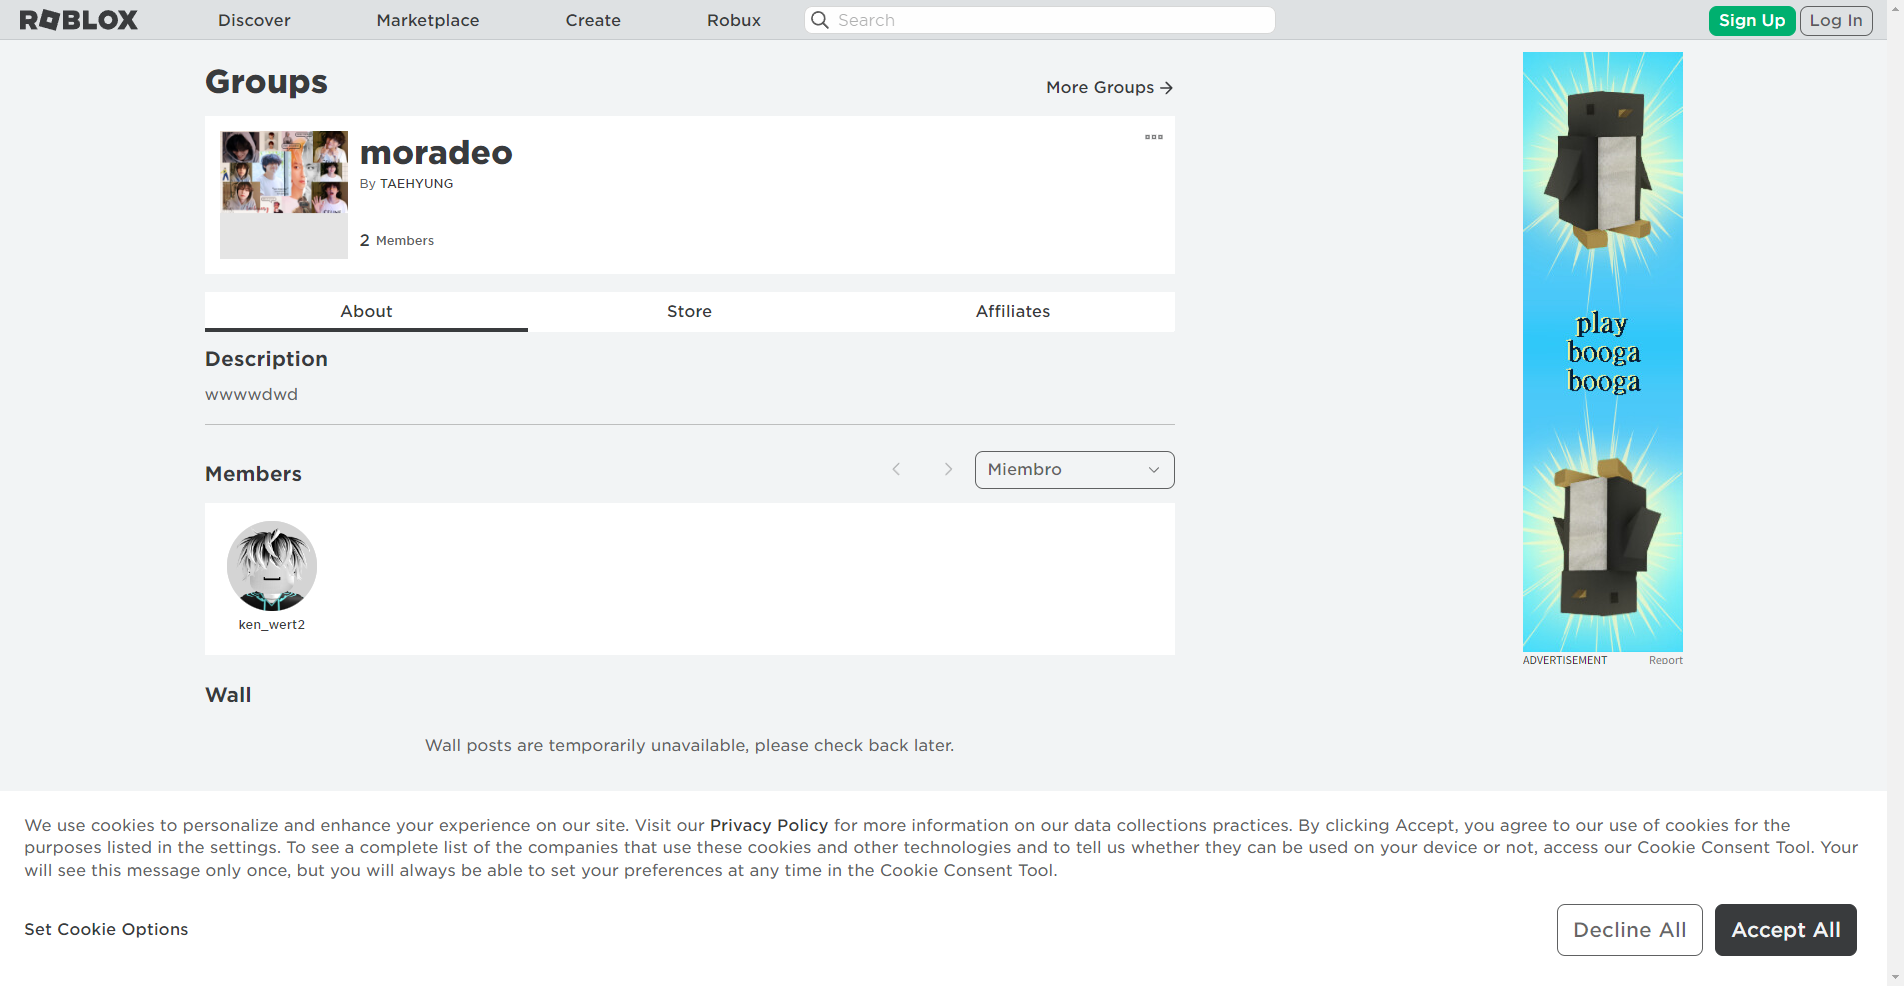 ROBLOX
Discover
Marketplace
Create
Robux
Search
Sign Up
Log In
Groups
More Groups
moradeo
By TAEHYUNG
2 Members
About
Store
Affiliates
Description
wwwwdwd
Members
Miembro
ken_wert2
Wall
Wall posts are temporarily unavailable, please check back later.
play
booga
booga
ADVERTISEMENT
Report
We use cookies to personalize and enhance your experience on our site. Visit our Privacy Policy for more information on our data collections practices. By clicking Accept, you agree to our use of cookies for the
purposes listed in the settings. To see a complete list of the companies that use these cookies and other technologies and to tell us whether they can be used on your device or not, access our Cookie Consent Tool. Your
will see this message only once, but you will always be able to set your preferences at any time in the Cookie Consent Tool.
Set Cookie Options
Decline All
Accept All